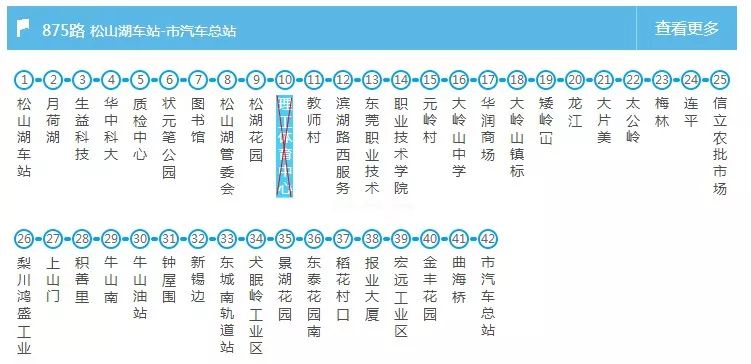 875路 松山湖车站-市汽车总站
查看更多
1 松山湖车站
2 月荷湖
3 生益科技
4 华中科大
5 质检中心
6 状元笔公园
7 图书馆
8 松山湖管委会
9 松湖花园
10 体育中心
11 教师村
12 滨湖路西服务
13 东莞职业技术
14 职业技术学院
15 元岭村
16 大岭山中学
17 华润商场
18 大岭山镇标
19 矮岭冚
20 龙江
21 大片美
22 太公岭
23 梅林
24 连平
25 信立农批市场
26 梨川鸿盛工业
27 上山门
28 积善里
29 牛山南
30 牛山油站
31 钟屋围
32 新锡边
33 东城南轨道站
34 犬眠岭工业区
35 景湖花园
36 东泰花园南
37 稻花村口
38 报业大厦
39 宏远工业区
40 金丰花园
41 曲海桥
42 市汽车总站